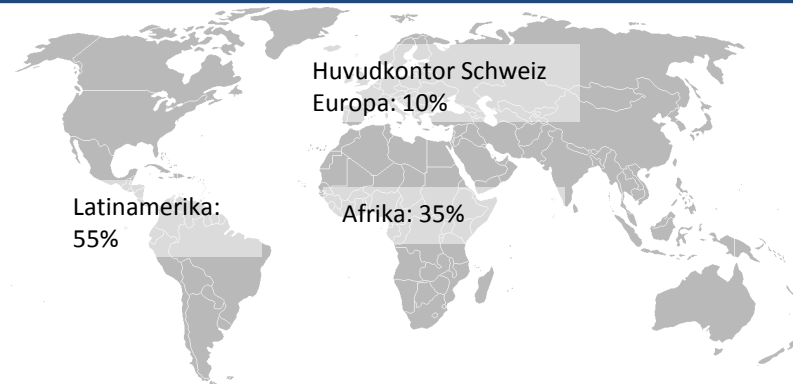 Huvudkontor Schweiz
Europa: 10%
Latinamerika:
55%
Afrika: 35%